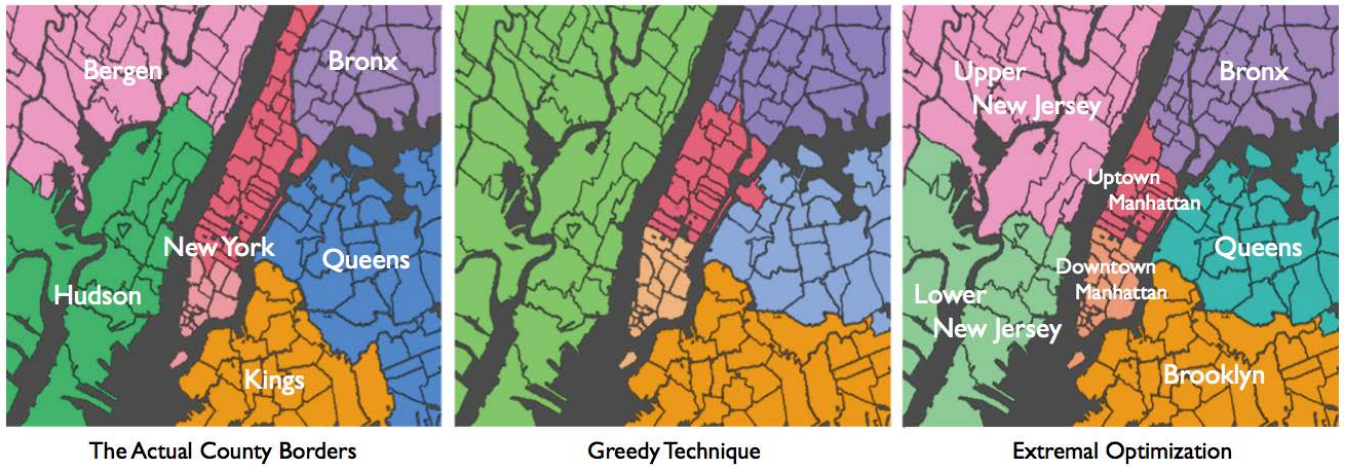 Bergen
Bronx
New York
Queens
Hudson
Kings
The Actual County Borders
Greedy Technique
Upper
New Jersey
Bronx
Uptown
Manhattan
Queens
Downtown
Manhattan
Lower
New Jersey
Brooklyn
Extremal Optimization